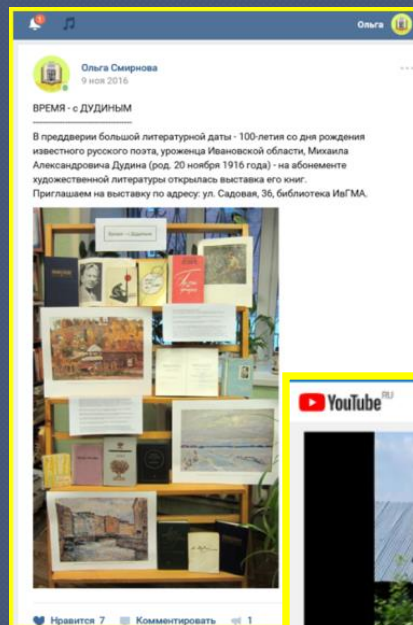 Ольга
Ольга Смирнова
9 ноя 2016
ВРЕМЯ - с ДУДИНЫМ
В преддверии большой литературной даты - 100-летия со дня рождения
известного русского поэта, уроженца Ивановской области, Михаила
Александровича Дудина (род. 20 ноября 1916 года) - на абонементе
художественной литературы открылась выставка его книг.
Приглашаем на выставку по адресу: ул. Садовая, 36, библиотека ИвГМА.
Время - с Дудиным
Нравится 7 Комментировать 1
YouTube RU